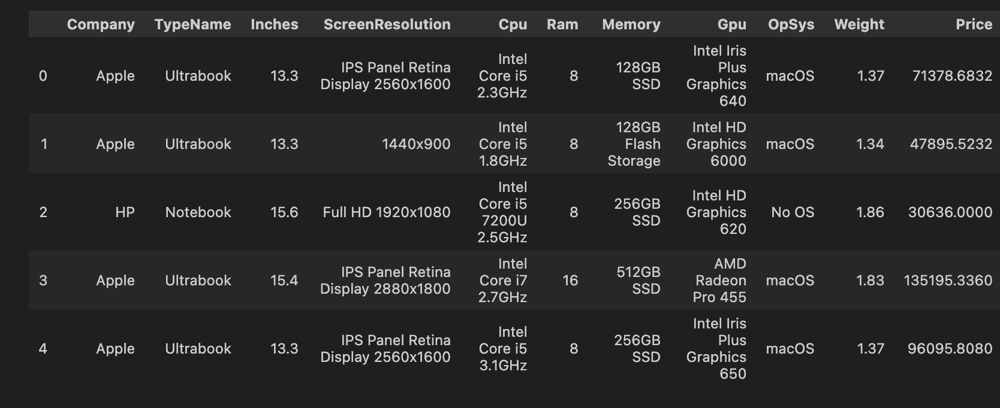 Company TypeName Inches ScreenResolution Cpu Ram Memory Gpu OpSys Weight Price
0 Apple Ultrabook 13.3 IPS Panel Retina Display 2560x1600 Intel Core i5 2.3GHz 8 128GB SSD Intel Iris Plus Graphics 640 macOS 1.37 71378.6832
1 Apple Ultrabook 13.3 1440x900 Intel Core i5 1.8GHz 8 128GB Flash Storage Intel HD Graphics 6000 macOS 1.34 47895.5232
2 HP Notebook 15.6 Full HD 1920x1080 Intel Core i5 7200U 2.5GHz 8 256GB SSD Intel HD Graphics 620 No OS 1.86 30636.0000
3 Apple Ultrabook 15.4 IPS Panel Retina Display 2880x1800 Intel Core i7 2.7GHz 16 512GB SSD AMD Radeon Pro 455 macOS 1.83 135195.3360
4 Apple Ultrabook 13.3 IPS Panel Retina Display 2560x1600 Intel Core i5 3.1GHz 8 256GB SSD Intel Iris Plus Graphics 650 macOS 1.37 96095.8080